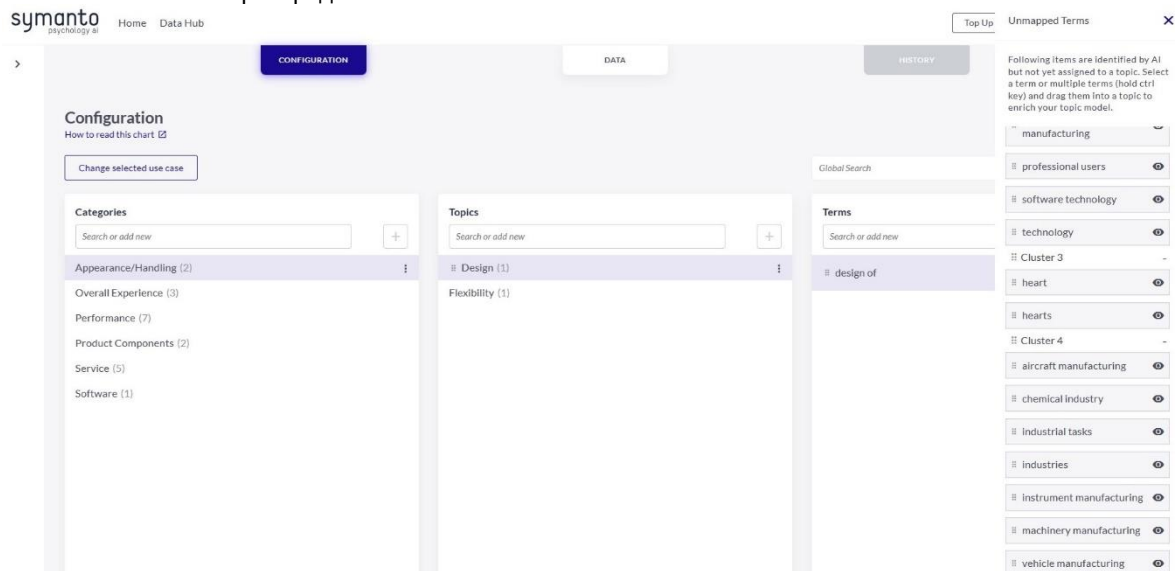 symanto
psychology ai
Home Data Hub
Top Up
CONFIGURATION
DATA
HISTORY
Configuration
How to read this chart
Change selected use case
Global Search
Categories
Search or add new
Appearance/Handling (2)
Overall Experience (3)
Performance (7)
Product Components (2)
Service (5)
Software (1)
Topics
Search or add new
Design (1)
Flexibility (1)
Terms
Search or add new
design of
Unmapped Terms
Following items are identified by AI
but not yet assigned to a topic. Select
a term or multiple terms (hold ctrl
key) and drag them into a topic to
enrich your topic model.
manufacturing
professional users
software technology
technology
Cluster 3 -
heart
hearts
Cluster 4 -
aircraft manufacturing
chemical industry
industrial tasks
industries
instrument manufacturing
machinery manufacturing
vehicle manufacturing